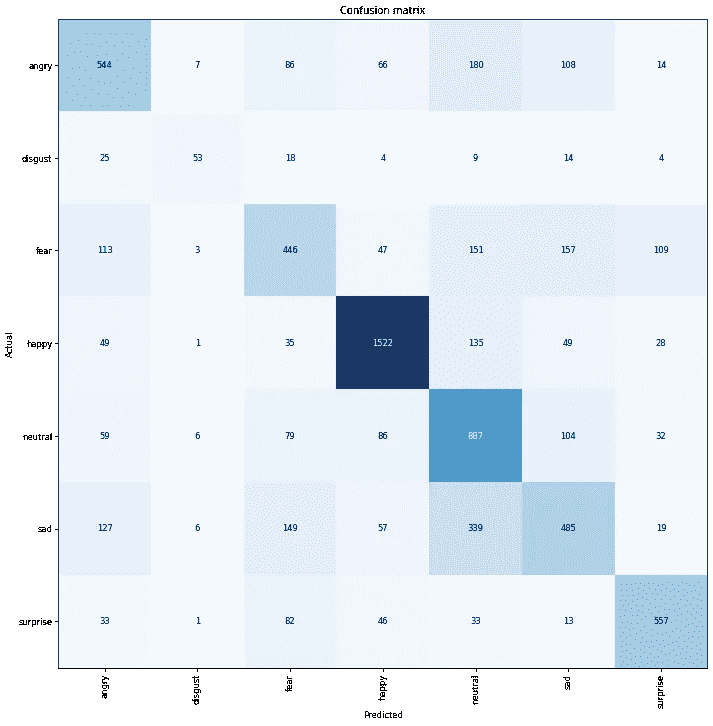 Confusion matrix
angry 544 7 86 66 180 108 14
disgust 25 53 18 4 9 14 4
fear 113 3 446 47 151 157 109
Actual
happy 49 1 35 1522 135 49 28
neutral 59 6 79 86 887 104 32
sad 127 6 149 57 339 485 19
surprise 33 1 82 46 33 13 557
angry disgust fear happy neutral sad surprise
Predicted